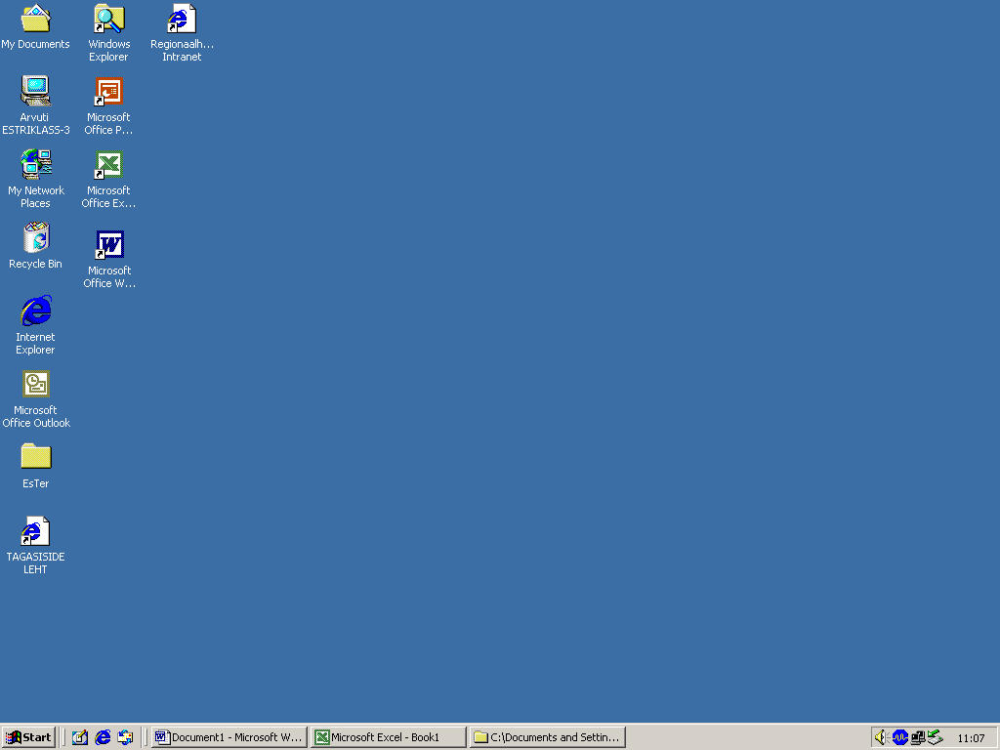 My Documents
Windows
Explorer
Regionaalh...
Intranet
Arvuti
ESTRIKLASS-3
Microsoft
Office P...
My Network
Places
Microsoft
Office Ex...
Recycle Bin
Microsoft
Office W...
Internet
Explorer
Microsoft
Office Outlook
EsTer
TAGASISIDE
LEHT
Start
Document1 - Microsoft W...
Microsoft Excel - Book1
C:\Documents and Settin...
11:07